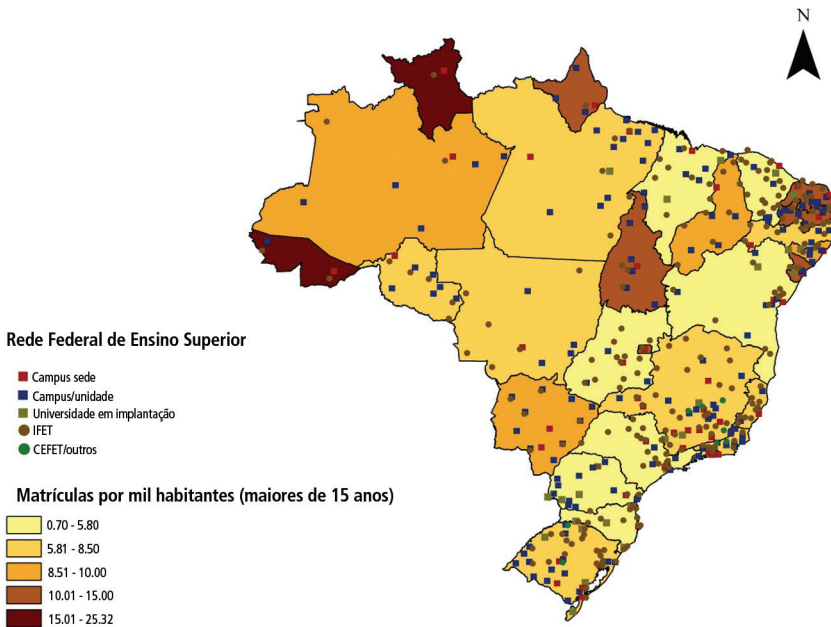 N
Rede Federal de Ensino Superior
Campus sede
Campus/unidade
Universidade em implantação
IFET
CEFET/outros
Matrículas por mil habitantes (maiores de 15 anos)
0.70 - 5.80
5.81 - 8.50
8.51 - 10.00
10.01 - 15.00
15.01 - 25.32